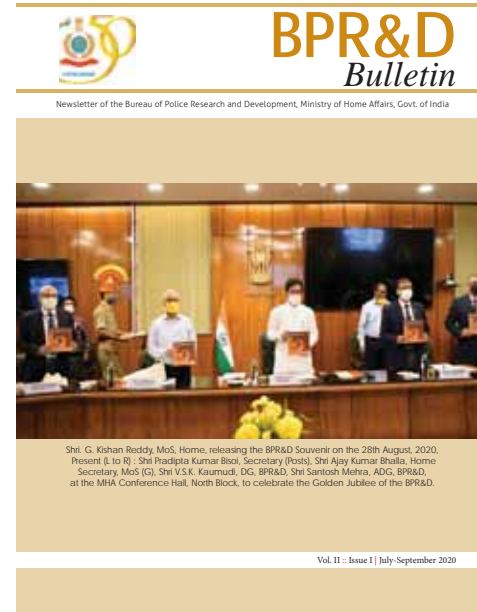 BPR&D
Bulletin
Newsletter of the Bureau of Police Research and Development, Ministry of Home Affairs, Govt. of India
Shri. G. Kishan Reddy, MoS, Home, releasing the BPR&D Souvenir on the 28th August, 2020,
Present (L to R) : Shri Pradipta Kumar Bisoi, Secretary (Posts), Shri Ajay Kumar Bhalla, Home
Secretary, MoS (G), Shri V.S.K. Kaumudi, DG, BPR&D, Shri Santosh Mehra, ADG, BPR&D,
at the MHA Conference Hall, North Block, to celebrate the Golden Jubilee of the BPR&D.
Vol. II :: Issue I | July-September 2020